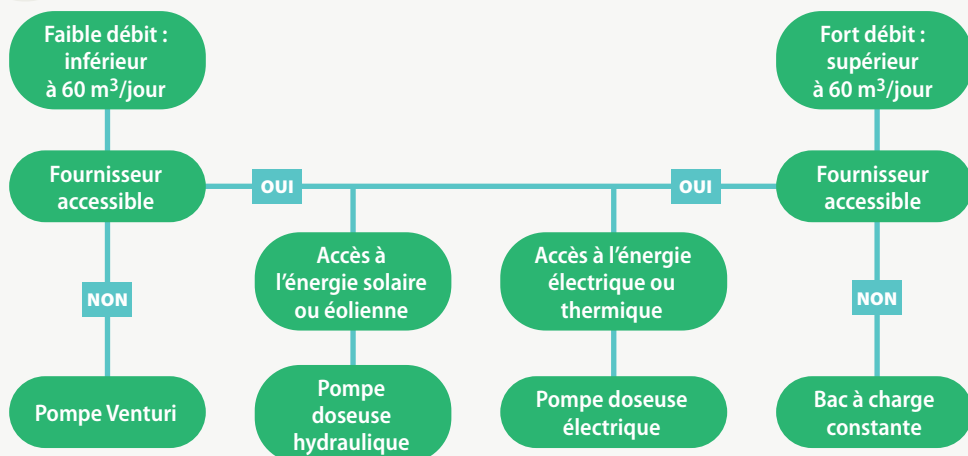 Faible débit :
inférieur
à 60 m³/jour
Fort débit :
supérieur
à 60 m³/jour
Fournisseur
accessible
OUI
OUI
Fournisseur
accessible
Accès à
l'énergie solaire
ou éolienne
Accès à l'énergie
électrique ou
thermique
NON
NON
Pompe Venturi
Pompe
doseuse
hydraulique
Pompe doseuse
électrique
Bac à charge
constante